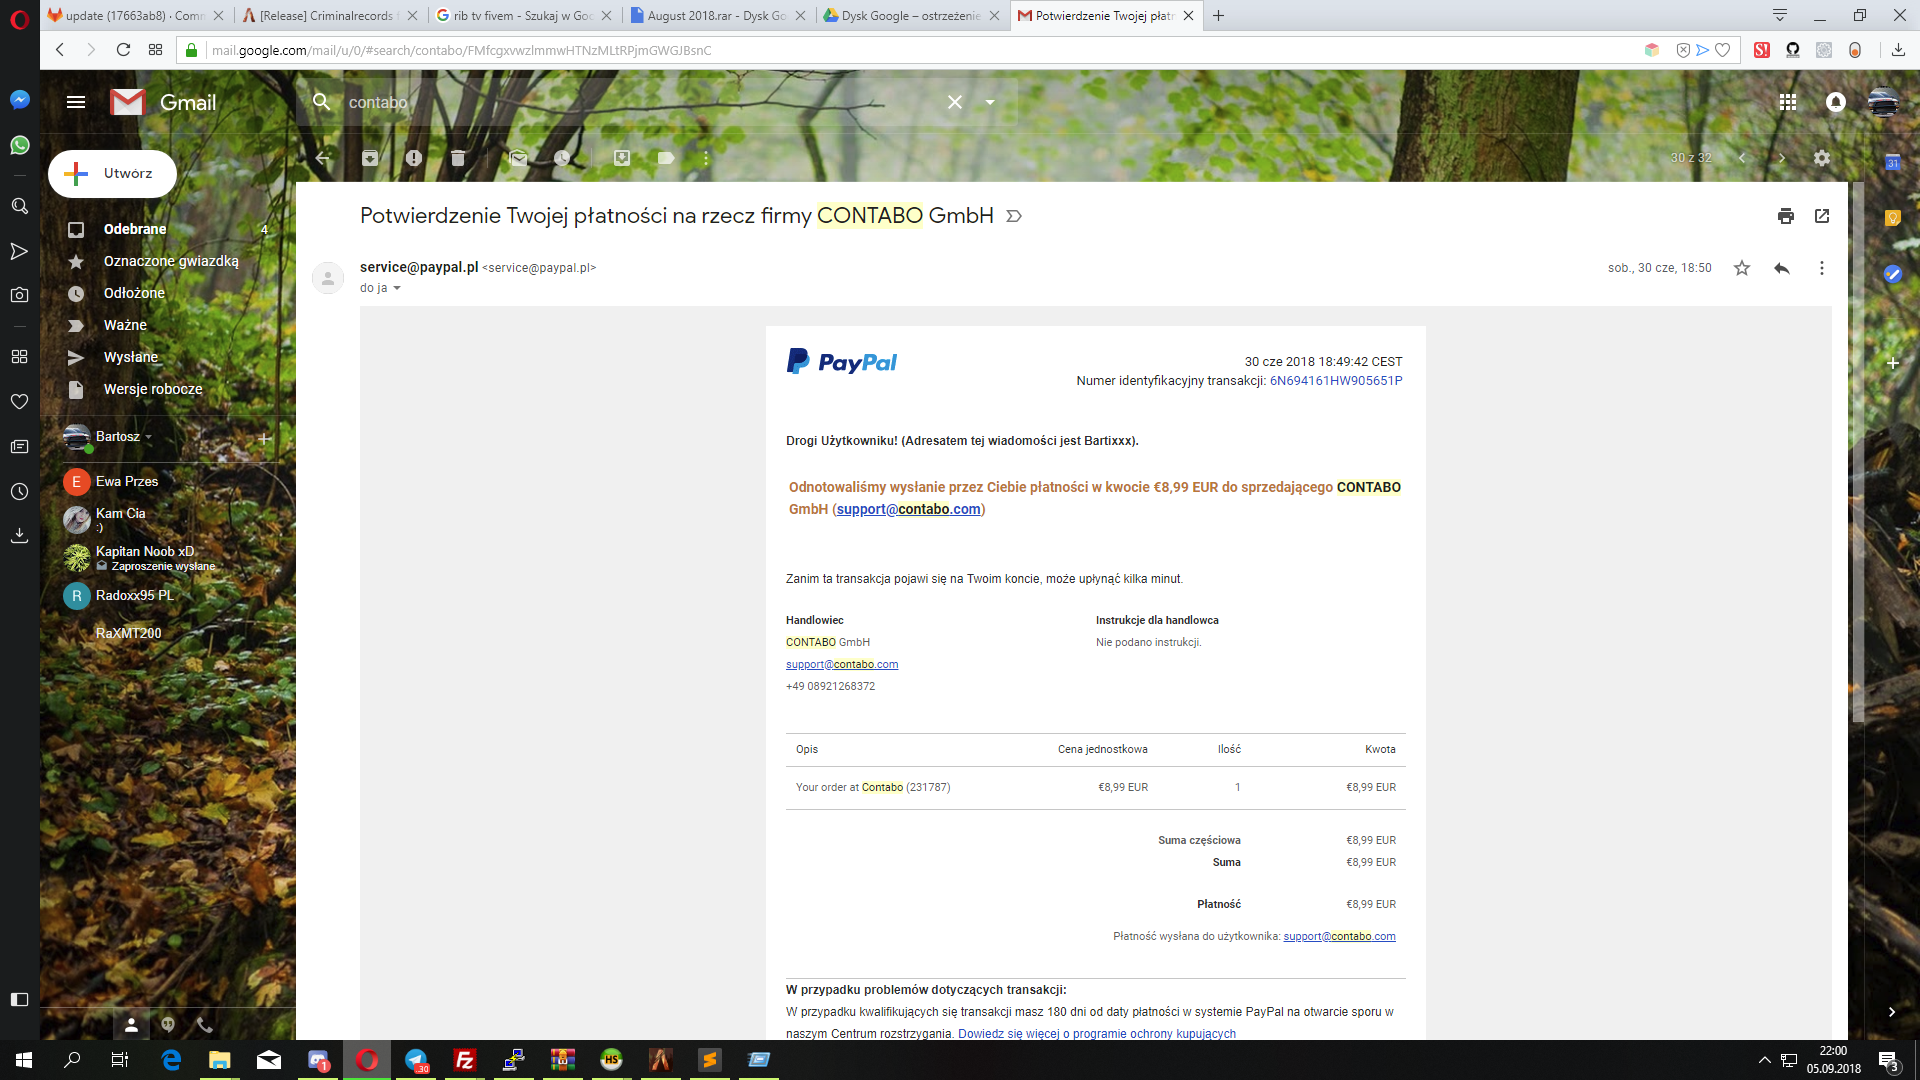 update (17663ab8) · Comm
[Release] Criminalrecords f
rib tv fivem - Szukaj w Goo
August 2018.rar - Dysk Go
Dysk Google – ostrzeżenie
Potwierdzenie Twojej płatn
mail.google.com/mail/u/0/#search/contabo/FMfcgxvwzlmmwHTNzMLtRPjmGWGJBsnC
Gmail
contabo
Utwórz
30 z 32
Odebrane 4
Oznaczone gwiazdką
Odłożone
Ważne
Wysłane
Wersje robocze
Bartosz
Ewa Przes
Kam Cia
:)
Kapitan Noob xD
Zaproszenie wysłane
Radoxx95 PL
RaXMT200
Potwierdzenie Twojej płatności na rzecz firmy CONTABO GmbH
service@paypal.pl <service@paypal.pl>
sob., 30 cze, 18:50
do ja
PayPal
30 cze 2018 18:49:42 CEST
Numer identyfikacyjny transakcji: 6N694161HW905651P
Drogi Użytkowniku! (Adresatem tej wiadomości jest Bartixxx).
Odnotowaliśmy wysłanie przez Ciebie płatności w kwocie €8,99 EUR do sprzedającego CONTABO
GmbH (support@contabo.com)
Zanim ta transakcja pojawi się na Twoim koncie, może upłynąć kilka minut.
Handlowiec
CONTABO GmbH
support@contabo.com
+49 08921268372
Instrukcje dla handlowca
Nie podano instrukcji.
Opis Cena jednostkowa Ilość Kwota
Your order at Contabo (231787) €8,99 EUR 1 €8,99 EUR
Suma częściowa €8,99 EUR
Suma €8,99 EUR
Płatność €8,99 EUR
Płatność wysłana do użytkownika: support@contabo.com
W przypadku problemów dotyczących transakcji:
W przypadku kwalifikujących się transakcji masz 180 dni od daty płatności w systemie PayPal na otwarcie sporu w
naszym Centrum rozstrzygania. Dowiedz się więcej o programie ochrony kupujących
22:00
05.09.2018